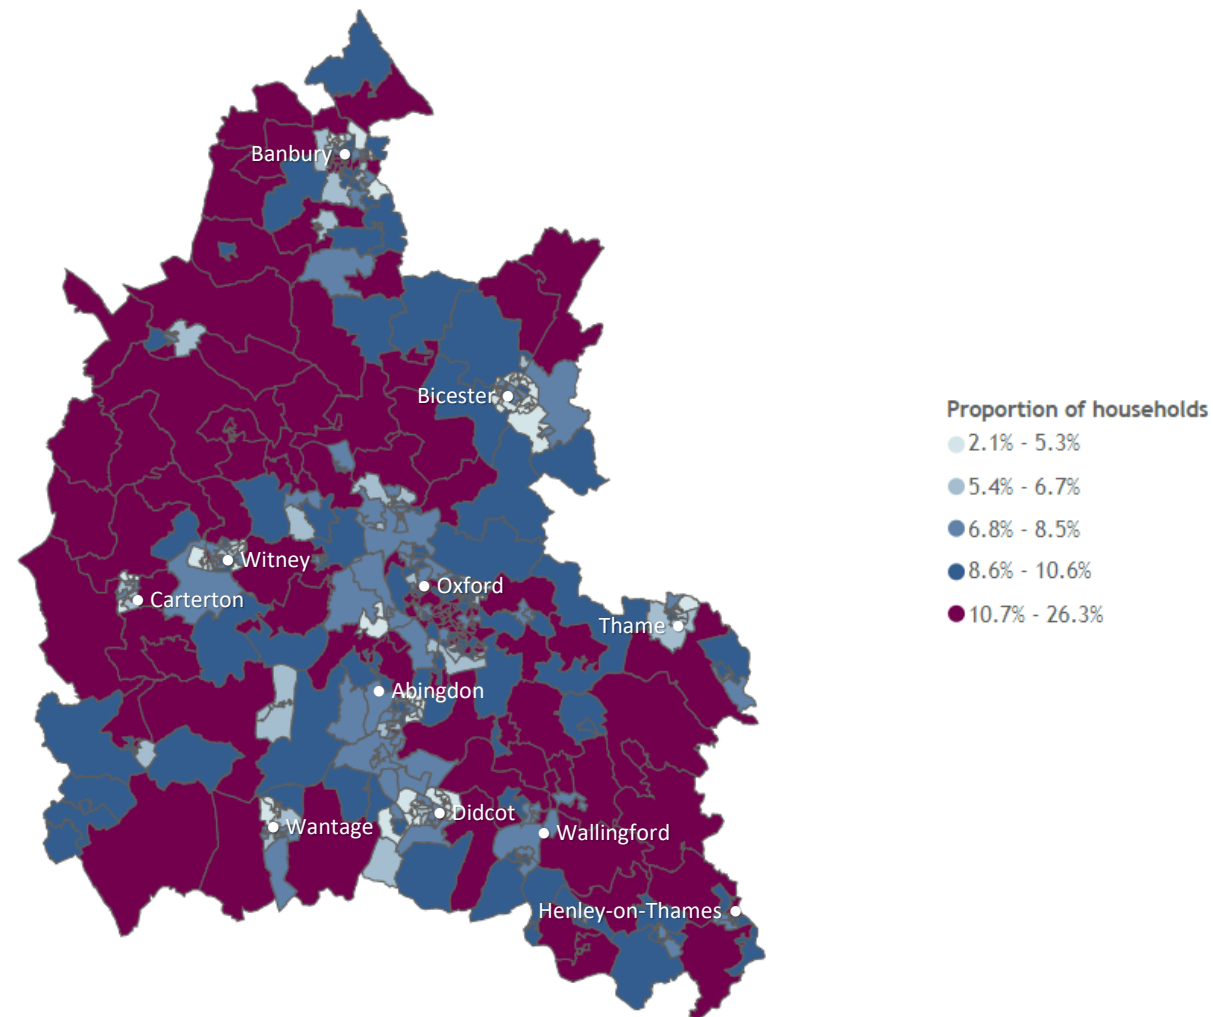 Banbury
Bicester
Proportion of households
2.1% - 5.3%
5.4% - 6.7%
6.8% - 8.5%
8.6% - 10.6%
10.7% - 26.3%
Witney
Oxford
Carterton
Thame
Abingdon
Didcot
Wantage
Wallingford
Henley-on-Thames